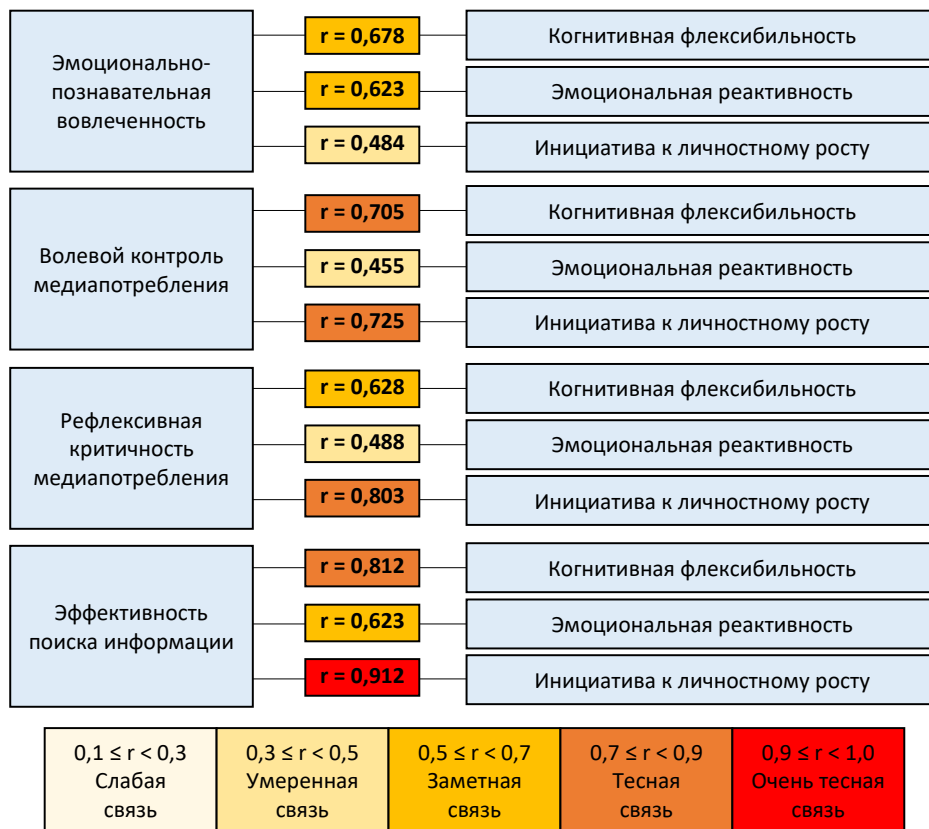 Эмоционально-
познавательная
вовлеченность
r = 0,678
Когнитивная флексибильность
r = 0,623
Эмоциональная реактивность
r = 0,484
Инициатива к личностному росту
Волевой контроль
медиапотребления
r = 0,705
Когнитивная флексибильность
r = 0,455
Эмоциональная реактивность
r = 0,725
Инициатива к личностному росту
Рефлексивная
критичность
медиапотребления
r = 0,628
Когнитивная флексибильность
r = 0,488
Эмоциональная реактивность
r = 0,803
Инициатива к личностному росту
Эффективность
поиска информации
r = 0,812
Когнитивная флексибильность
r = 0,623
Эмоциональная реактивность
r = 0,912
Инициатива к личностному росту
0,1 ≤ r < 0,3
Слабая
связь
0,3 ≤ r < 0,5
Умеренная
связь
0,5 ≤ r < 0,7
Заметная
связь
0,7 ≤ r < 0,9
Тесная
связь
0,9 ≤ r < 1,0
Очень тесная
связь